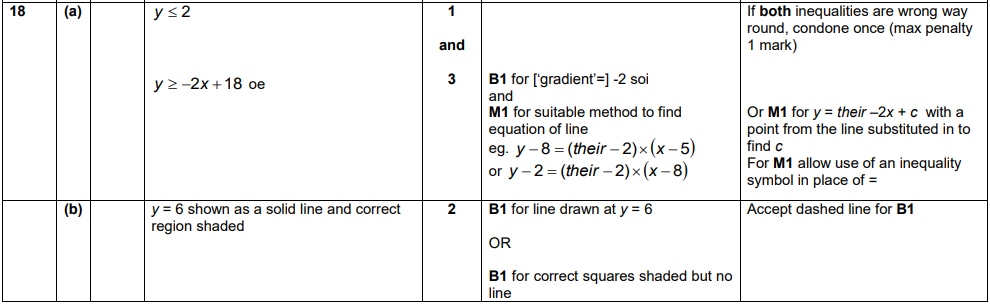 18 (a) y ≤ 2 1 If both inequalities are wrong way
round, condone once (max penalty
and 1 mark)
y ≥ –2x + 18 oe 3 B1 for ['gradient'=] -2 soi
and
M1 for suitable method to find Or M1 for y = their –2x + c with a
equation of line point from the line substituted in to
eg. y – 8 = (their – 2)×(x – 5) find c
For M1 allow use of an inequality
or y – 2 = (their – 2)×(x – 8) symbol in place of =
(b) y = 6 shown as a solid line and correct 2 B1 for line drawn at y = 6 Accept dashed line for B1
region shaded
OR
B1 for correct squares shaded but no
line